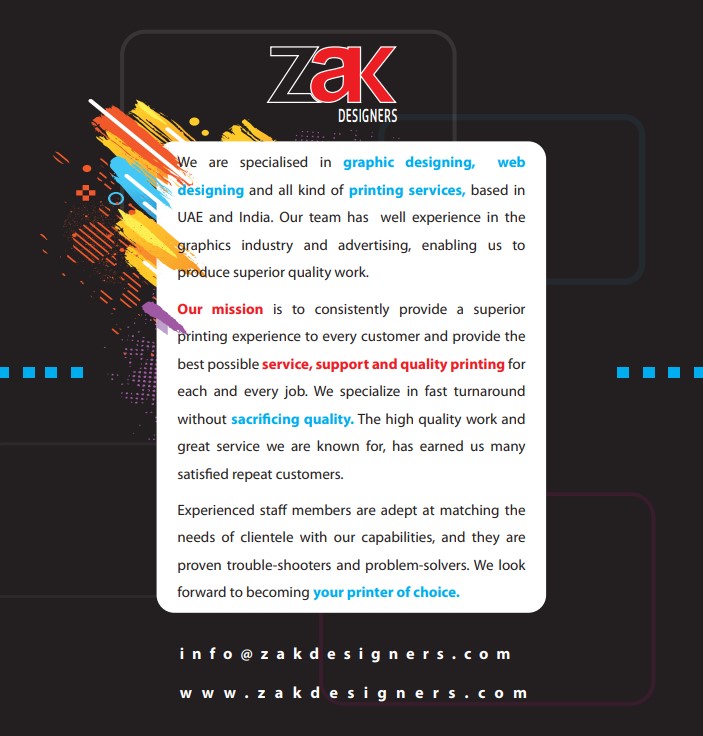 zak
DESIGNERS
We are specialised in graphic designing, web
designing and all kind of printing services, based in
UAE and India. Our team has well experience in the
graphics industry and advertising, enabling us to
produce superior quality work.
Our mission is to consistently provide a superior
printing experience to every customer and provide the
best possible service, support and quality printing for
each and every job. We specialize in fast turnaround
without sacrificing quality. The high quality work and
great service we are known for, has earned us many
satisfied repeat customers.
Experienced staff members are adept at matching the
needs of clientele with our capabilities, and they are
proven trouble-shooters and problem-solvers. We look
forward to becoming your printer of choice.
info@zakdesigners.com
www.zakdesigners.com